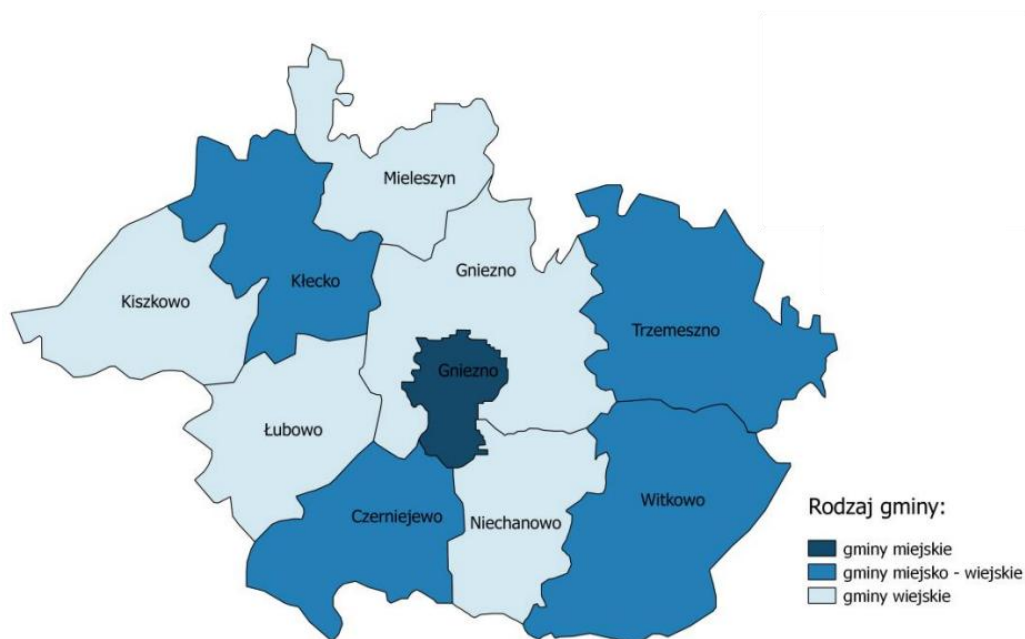 Mieleszyn
Gniezno
Kłecko
Kiszkowo
Trzemeszno
Gniezno
Łubowo
Witkowo
Czerniejewo
Niechanowo
Rodzaj gminy:
gminy miejskie
gminy miejsko - wiejskie
gminy wiejskie